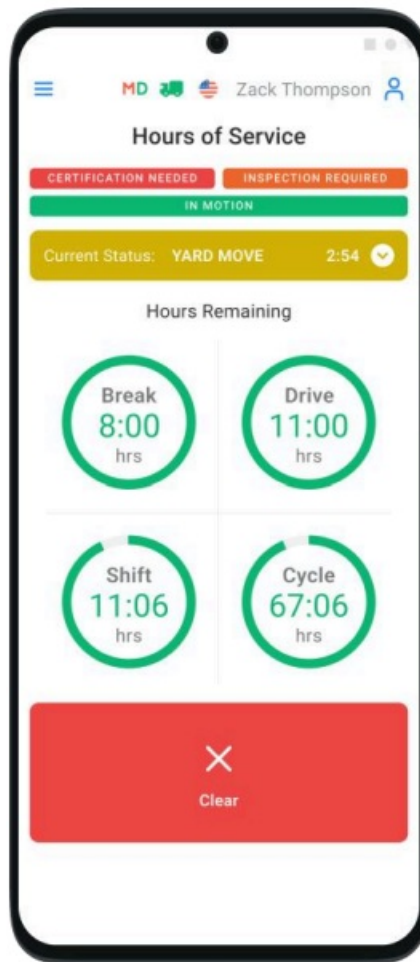 MD Zack Thompson
Hours of Service
CERTIFICATION NEEDED INSPECTION REQUIRED
IN MOTION
Current Status: YARD MOVE 2:54
Hours Remaining
Break Drive
8:00 11:00
hrs hrs
Shift Cycle
11:06 67:06
hrs hrs
Clear